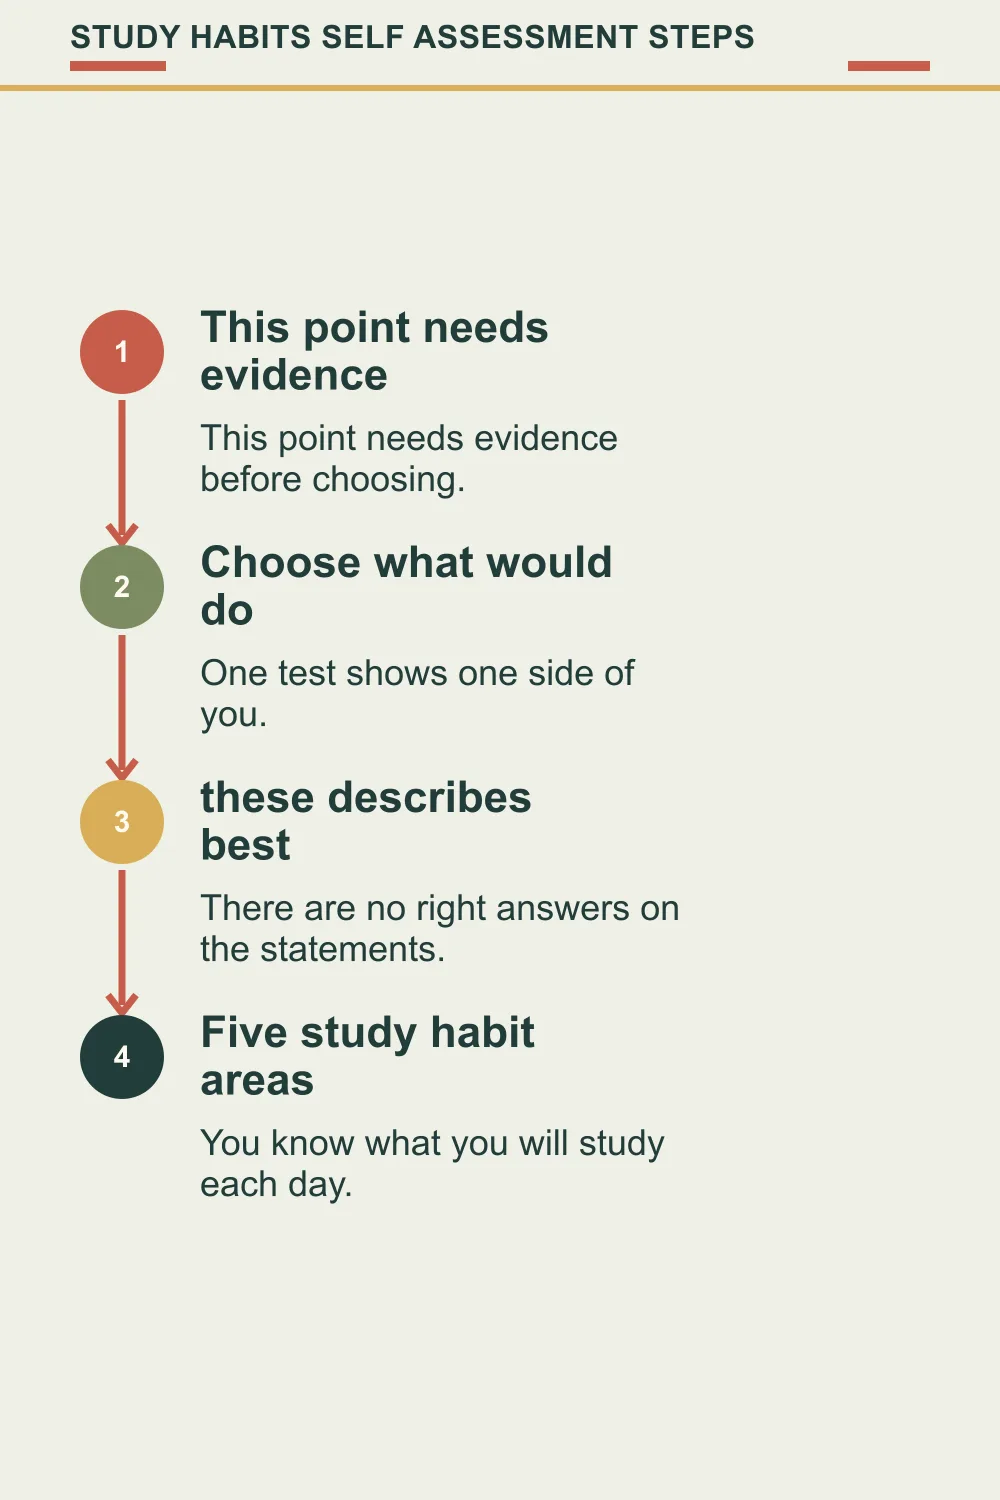 STUDY HABITS SELF ASSESSMENT STEPS
1
This point needs
evidence
This point needs evidence
before choosing.
2
Choose what would
do
One test shows one side of
you.
3
these describes
best
There are no right answers on
the statements.
4
Five study habit
areas
You know what you will study
each day.